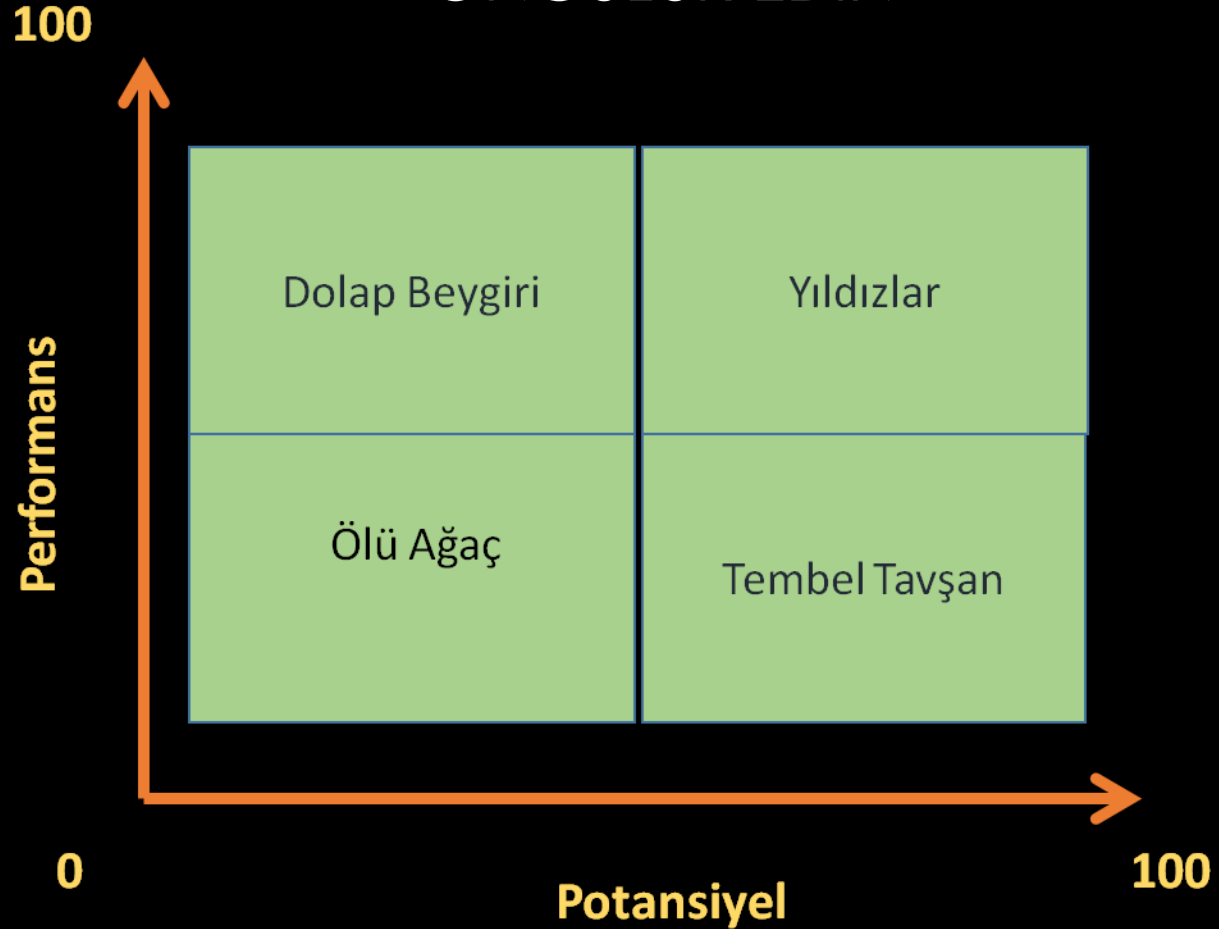 100
Dolap Beygiri
Yıldızlar
Performans
Ölü Ağaç
Tembel Tavşan
0
100
Potansiyel